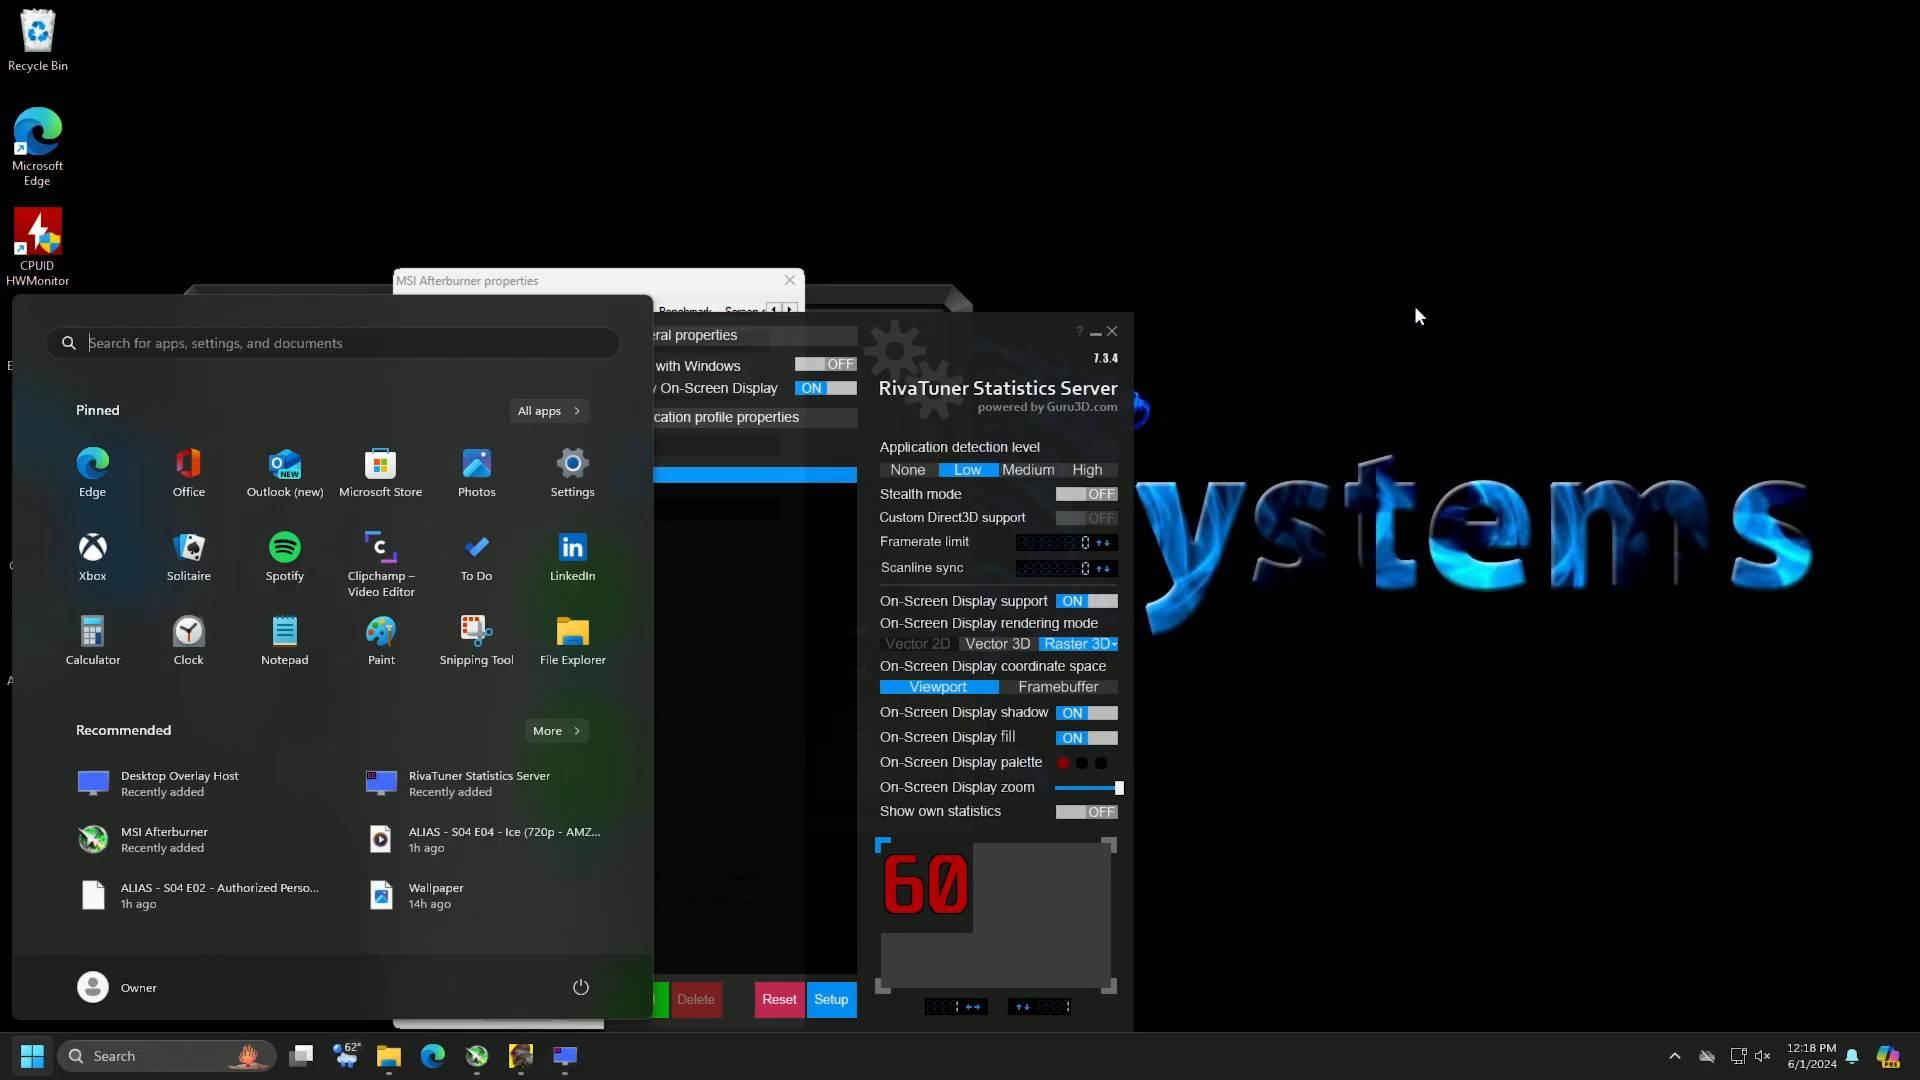 Recycle Bin
Microsoft
Edge
CPUID
HWMonitor
MSI Afterburner properties
Search for apps, settings, and documents
Pinned
All apps
Edge
Office
Outlook (new)
Microsoft Store
Photos
Settings
Xbox
Solitaire
Spotify
Clipchamp –
Video Editor
To Do
LinkedIn
Calculator
Clock
Notepad
Paint
Snipping Tool
File Explorer
Recommended
More
Desktop Overlay Host
Recently added
RivaTuner Statistics Server
Recently added
MSI Afterburner
Recently added
ALIAS - S04 E04 - Ice (720p - AMZ...
1h ago
ALIAS - S04 E02 - Authorized Perso...
1h ago
Wallpaper
14h ago
Owner
Benchmark
eral properties
with Windows
OFF
y On-Screen Display
ON
ication profile properties
Delete
Reset
Setup
7.3.4
RivaTuner Statistics Server
powered by Guru3D.com
Application detection level
None Low Medium High
Stealth mode
OFF
Custom Direct3D support
OFF
Framerate limit
0
Scanline sync
0
On-Screen Display support
ON
On-Screen Display rendering mode
Vector 2D Vector 3D Raster 3D
On-Screen Display coordinate space
Viewport Framebuffer
On-Screen Display shadow
ON
On-Screen Display fill
ON
On-Screen Display palette
On-Screen Display zoom
Show own statistics
OFF
60
ystems
Search
62°
12:18 PM
6/1/2024
PRE